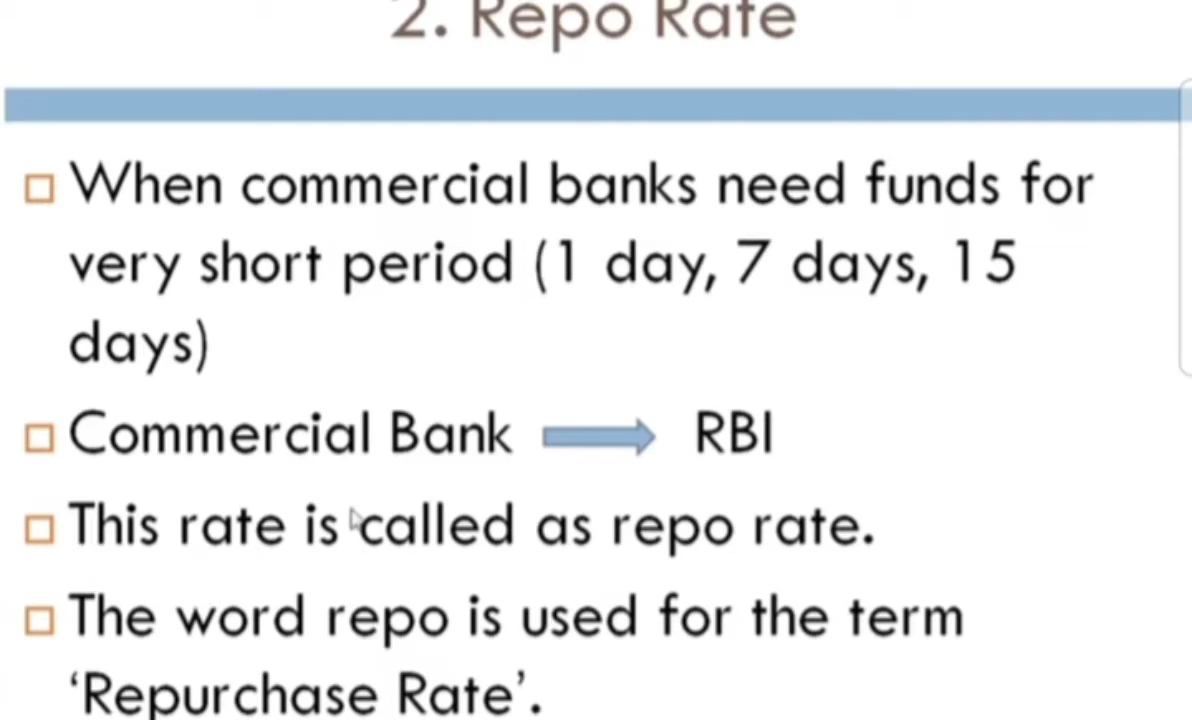 2. Repo Rate
When commercial banks need funds for
very short period (1 day, 7 days, 15
days)
Commercial Bank RBI
This rate is called as repo rate.
The word repo is used for the term
‘Repurchase Rate’.